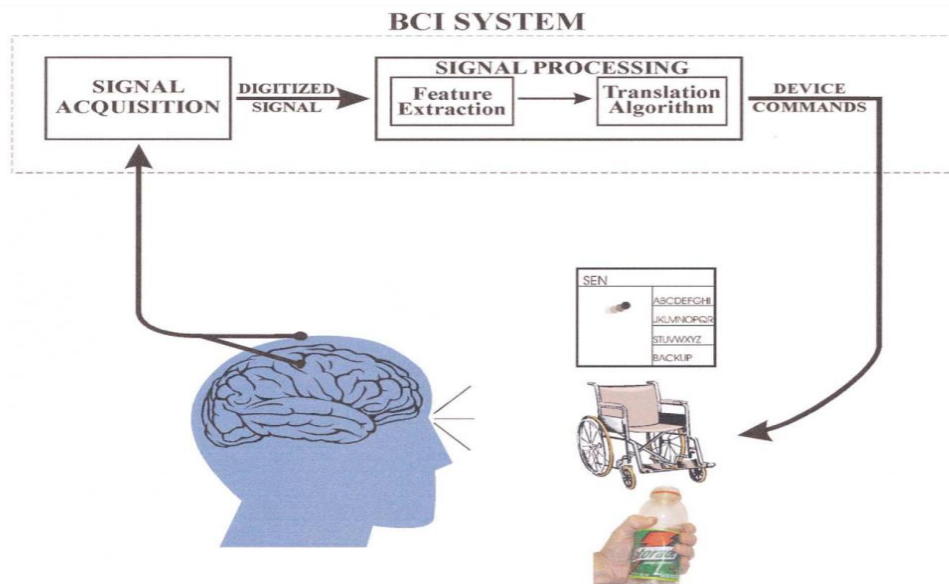 BCI SYSTEM
SIGNAL
ACQUISITION
DIGITIZED
SIGNAL
SIGNAL PROCESSING
Feature
Extraction
Translation
Algorithm
DEVICE
COMMANDS
SEN
ABCDEFGHI
JKLMNOPQR
STUVWXYZ
BACKUP